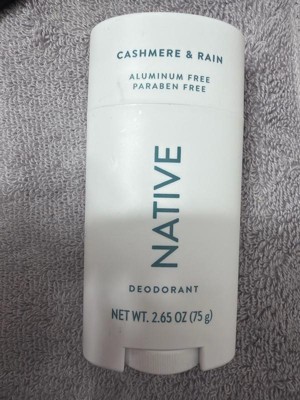 CASHMERE & RAIN
ALUMINUM FREE
PARABEN FREE
NATIVE
DEODORANT
NET WT. 2.65 OZ (75 g)